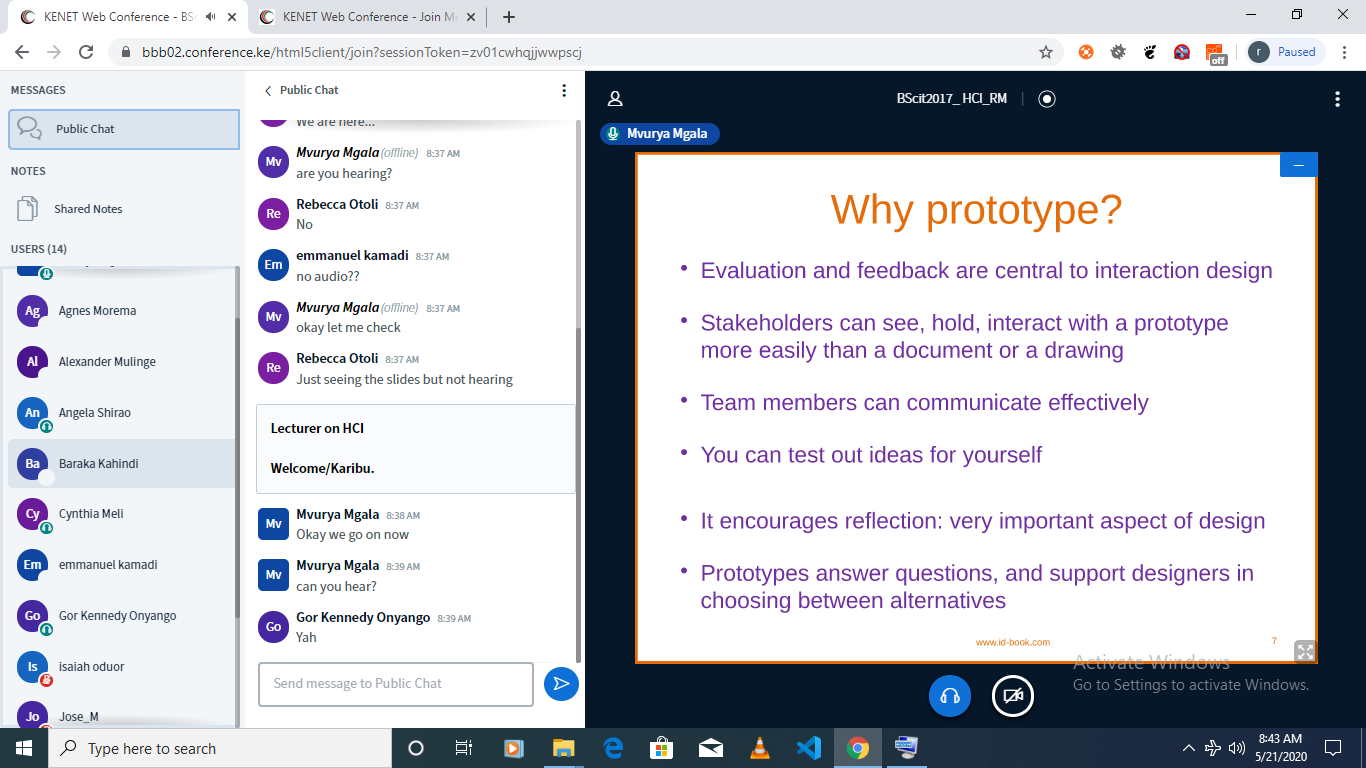 KENET Web Conference - BSc
KENET Web Conference - Join Me
bbb02.conference.ke/html5client/join?sessionToken=zv01cwhqjjwwpscj
off
r
Paused
MESSAGES
Public Chat
NOTES
Shared Notes
USERS (14)
Ag
Agnes Morema
Al
Alexander Mulinge
An
Angela Shirao
Ba
Baraka Kahindi
Cy
Cynthia Meli
Em
emmanuel kamadi
Go
Gor Kennedy Onyango
Is
isaiah oduor
Jo
Jose_M
Public Chat
We are here...
Mv
Mvurya Mgala (offline) 8:37 AM
are you hearing?
Re
Rebecca Otoli 8:37 AM
No
Em
emmanuel kamadi 8:37 AM
no audio??
Mv
Mvurya Mgala (offline) 8:37 AM
okay let me check
Re
Rebecca Otoli 8:37 AM
Just seeing the slides but not hearing
Lecturer on HCI
Welcome/Karibu.
Mv
Mvurya Mgala 8:38 AM
Okay we go on now
Mv
Mvurya Mgala 8:39 AM
can you hear?
Go
Gor Kennedy Onyango 8:39 AM
Yah
Send message to Public Chat
BScit2017_ HCI_RM
Mvurya Mgala
Why prototype?
• Evaluation and feedback are central to interaction design
• Stakeholders can see, hold, interact with a prototype
more easily than a document or a drawing
• Team members can communicate effectively
• You can test out ideas for yourself
• It encourages reflection: very important aspect of design
• Prototypes answer questions, and support designers in
choosing between alternatives
www.id-book.com
7
Activate Windows
Go to Settings to activate Windows.
Type here to search
8:43 AM
5/21/2020